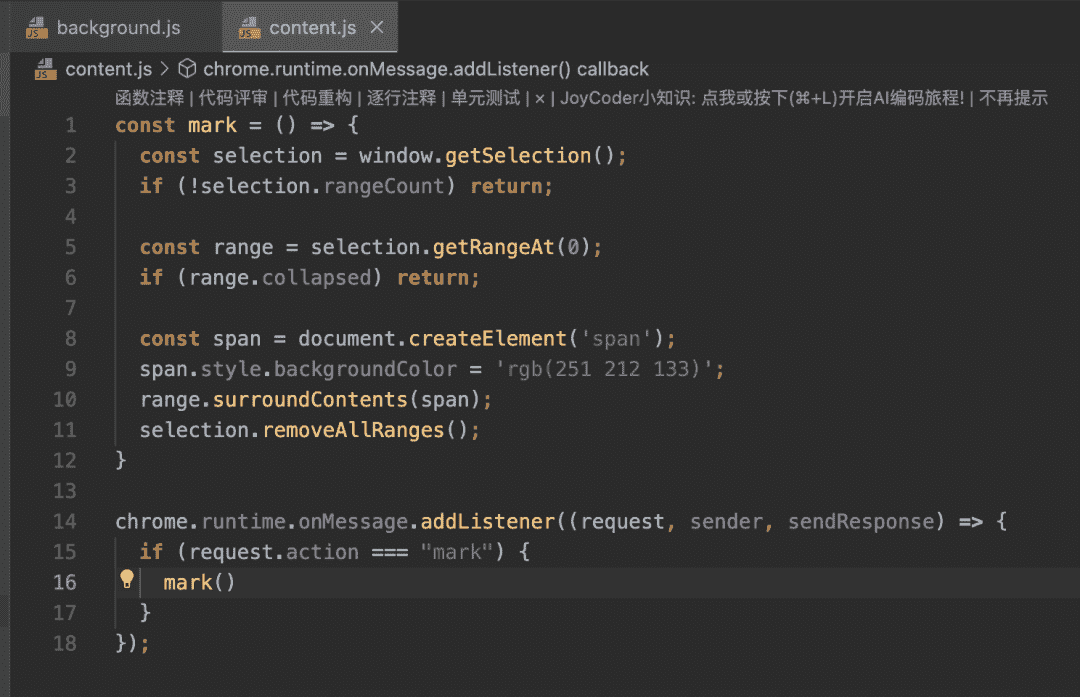 background.js content.js ×
content.js > chrome.runtime.onMessage.addListener() callback
函数注释 | 代码评审 | 代码重构 | 逐行注释 | 单元测试 | × | JoyCoder小知识: 点我或按下(⌘+L)开启AI编码旅程! | 不再提示
1 const mark = () => {
2 const selection = window.getSelection();
3 if (!selection.rangeCount) return;
4
5 const range = selection.getRangeAt(0);
6 if (range.collapsed) return;
7
8 const span = document.createElement('span');
9 span.style.backgroundColor = 'rgb(251 212 133)';
10 range.surroundContents(span);
11 selection.removeAllRanges();
12 }
13
14 chrome.runtime.onMessage.addListener((request, sender, sendResponse) => {
15 if (request.action === "mark") {
16 mark()
17 }
18 });